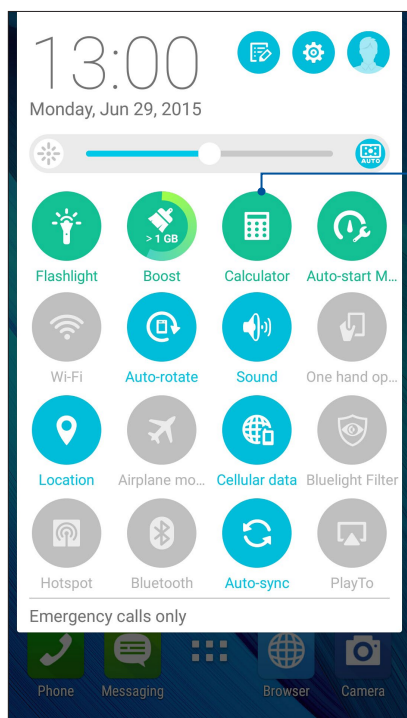 13:00
Monday, Jun 29, 2015
AUTO
> 1 GB
Flashlight Boost Calculator Auto-start M...
Wi-Fi Auto-rotate Sound One hand op...
Location Airplane mo... Cellular data Bluelight Filter
Hotspot Bluetooth Auto-sync PlayTo
Emergency calls only
Phone Messaging Browser Camera